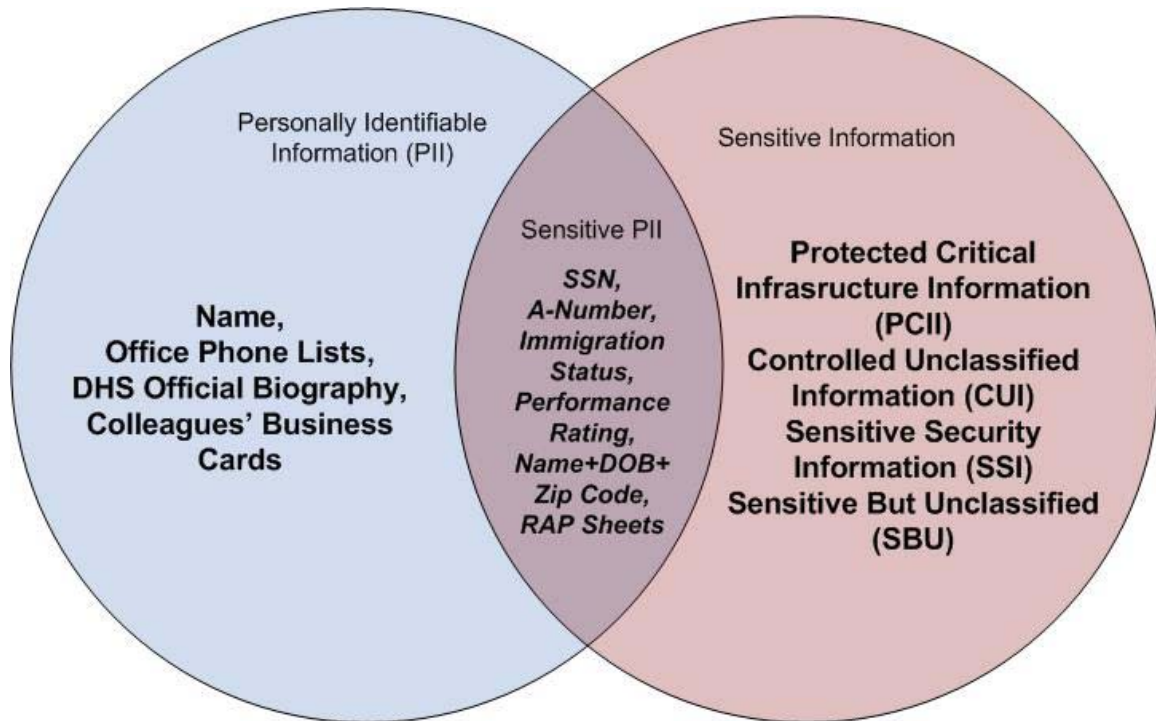 Personally Identifiable
Information (PII)
Name,
Office Phone Lists,
DHS Official Biography,
Colleagues’ Business
Cards
Sensitive PII
SSN,
A-Number,
Immigration
Status,
Performance
Rating,
Name+DOB+
Zip Code,
RAP Sheets
Sensitive Information
Protected Critical
Infrasructure Information
(PCII)
Controlled Unclassified
Information (CUI)
Sensitive Security
Information (SSI)
Sensitive But Unclassified
(SBU)